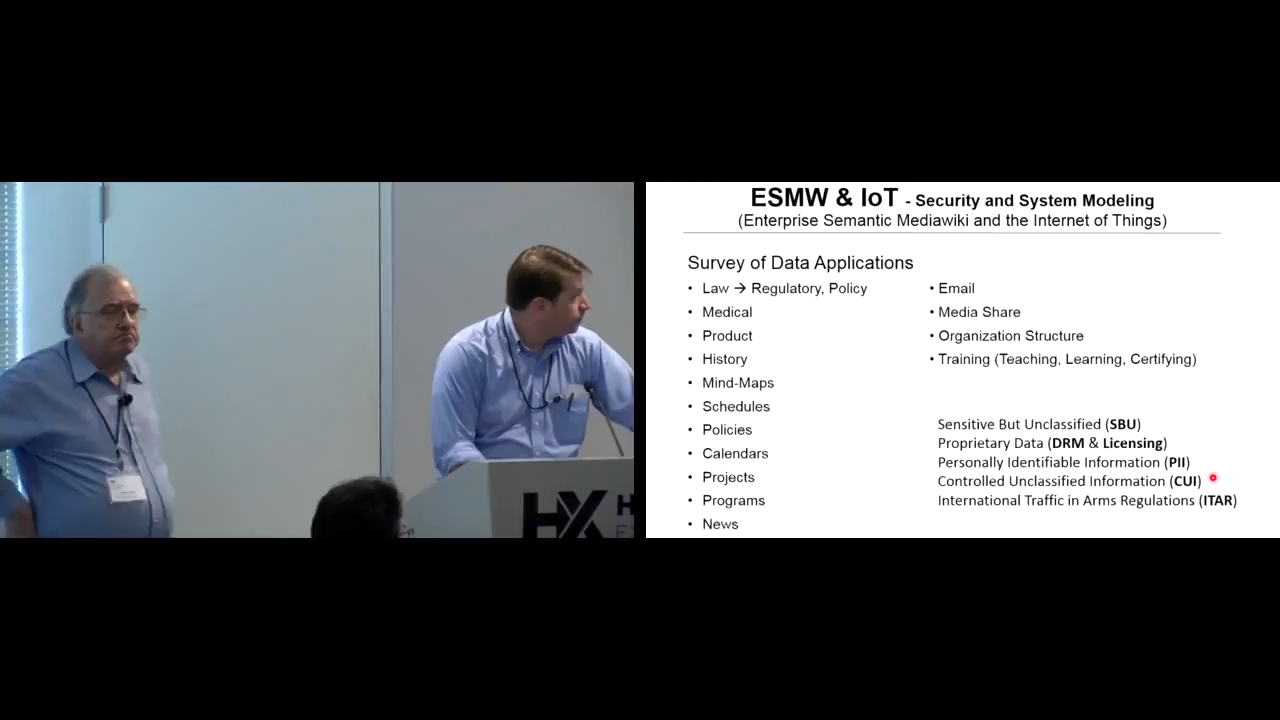 ESMW & IoT - Security and System Modeling
(Enterprise Semantic Mediawiki and the Internet of Things)
Survey of Data Applications
• Law → Regulatory, Policy
• Medical
• Product
• History
• Mind-Maps
• Schedules
• Policies
• Calendars
• Projects
• Programs
• News
• Email
• Media Share
• Organization Structure
• Training (Teaching, Learning, Certifying)
Sensitive But Unclassified (SBU)
Proprietary Data (DRM & Licensing)
Personally Identifiable Information (PII)
Controlled Unclassified Information (CUI)
International Traffic in Arms Regulations (ITAR)
HX H